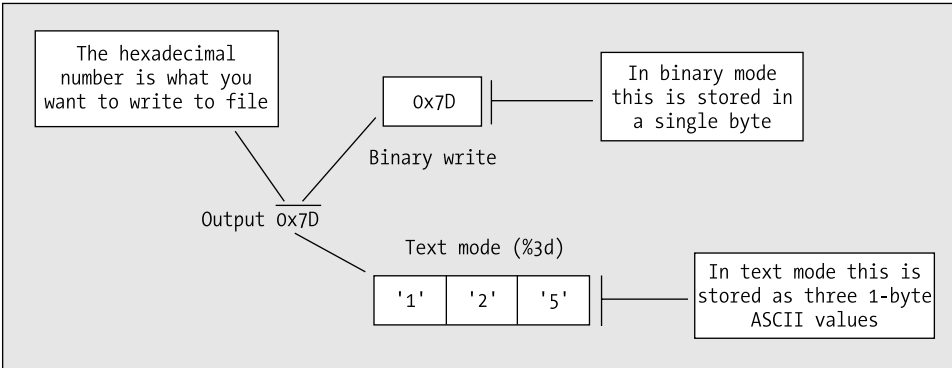 The hexadecimal
number is what you
want to write to file
0x7D
In binary mode
this is stored in
a single byte
Binary write
Output 0x7D
Text mode (%3d)
'1' '2' '5'
In text mode this is
stored as three 1-byte
ASCII values